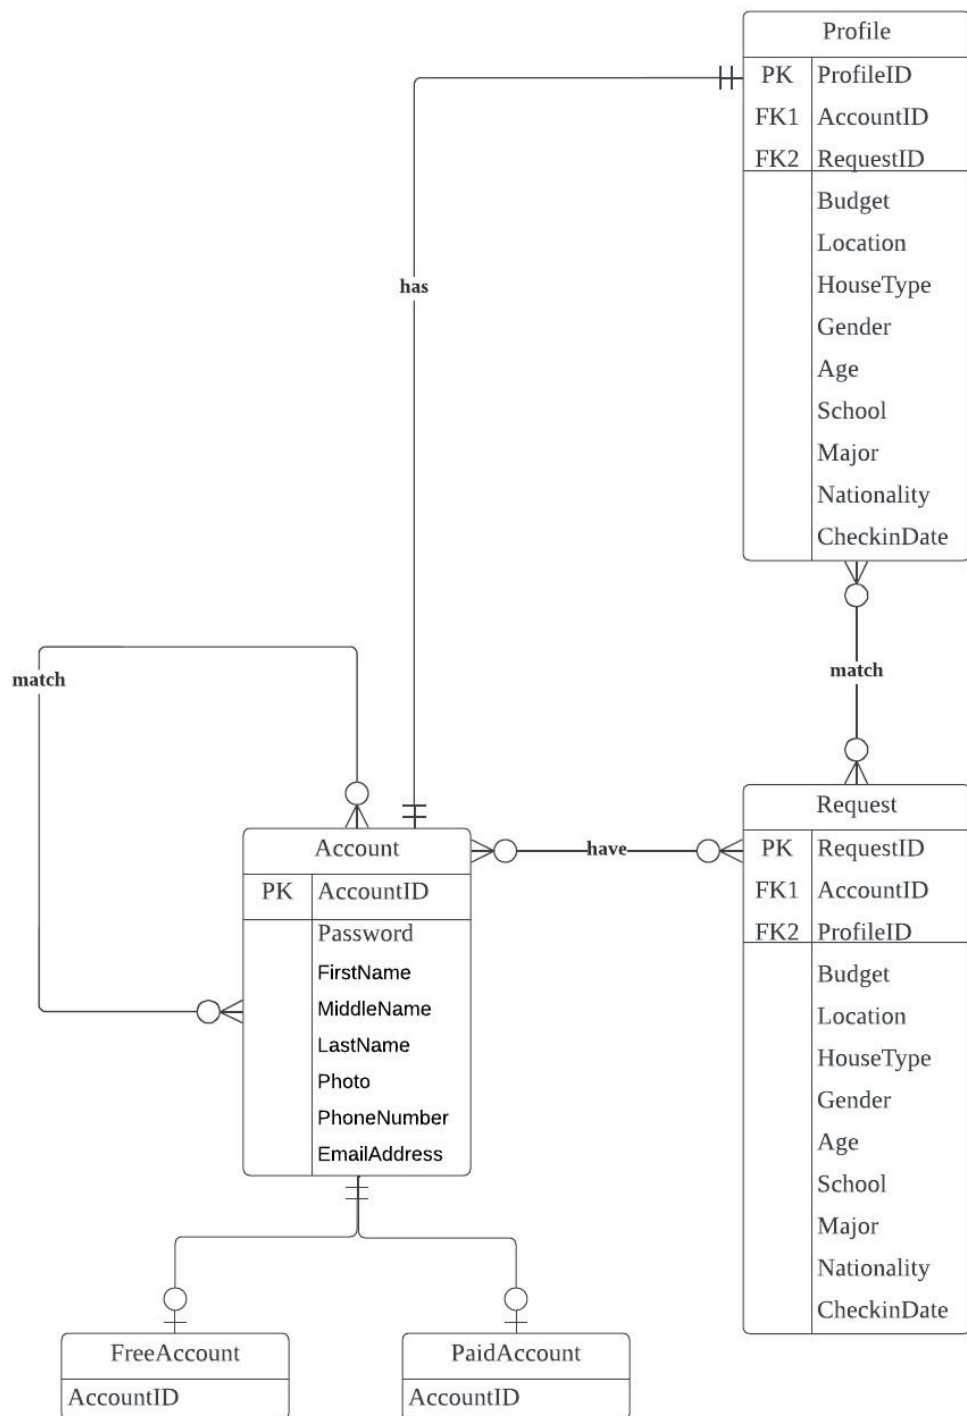 Profile
PK ProfileID
FK1 AccountID
FK2 RequestID
Budget
Location
HouseType
Gender
Age
School
Major
Nationality
CheckinDate
has
match
match
Account
PK AccountID
Password
FirstName
MiddleName
LastName
Photo
PhoneNumber
EmailAddress
have
Request
PK RequestID
FK1 AccountID
FK2 ProfileID
Budget
Location
HouseType
Gender
Age
School
Major
Nationality
CheckinDate
FreeAccount
AccountID
PaidAccount
AccountID